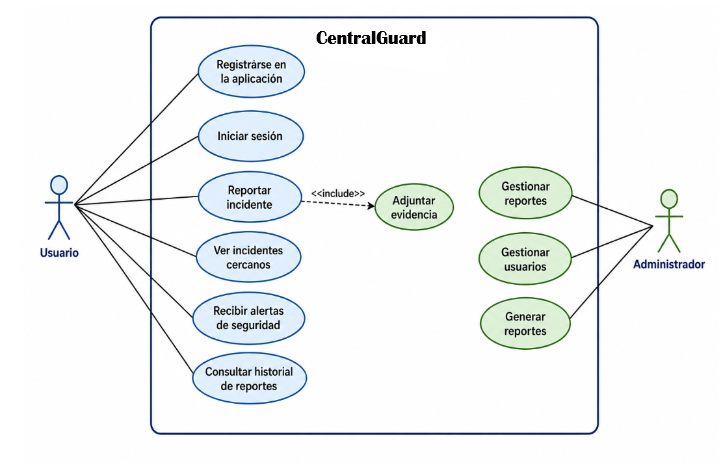 CentralGuard
Registrarse en
la aplicación
Iniciar sesión
Reportar
incidente
<<include>>
Adjuntar
evidencia
Ver incidentes
cercanos
Recibir alertas
de seguridad
Consultar historial
de reportes
Usuario
Gestionar
reportes
Gestionar
usuarios
Generar
reportes
Administrador